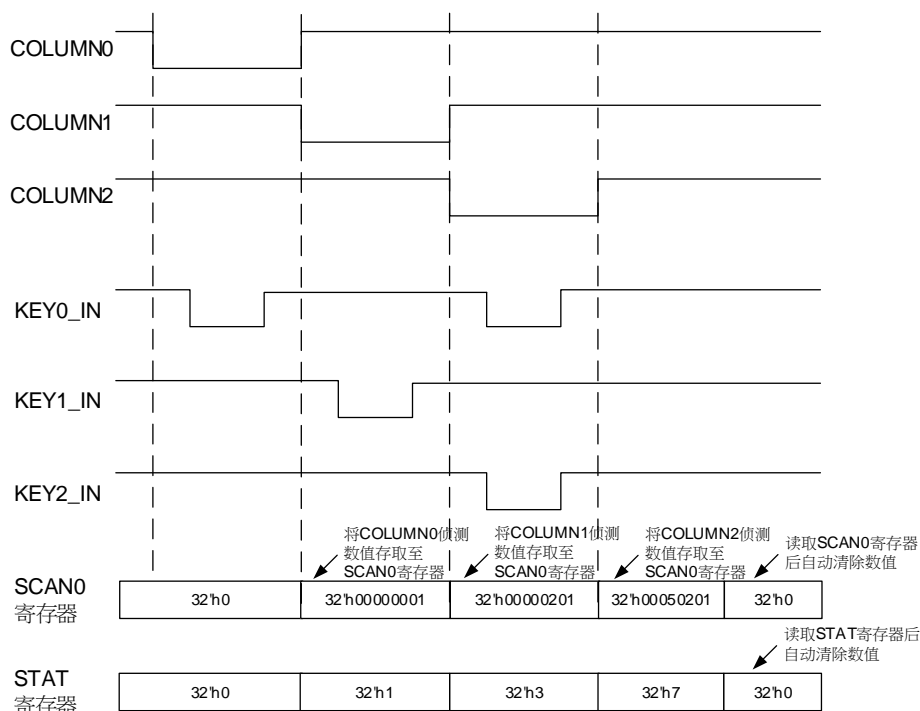 COLUMN0
COLUMN1
COLUMN2
KEY0_IN
KEY1_IN
KEY2_IN
将COLUMN0侦测
数值存取至
SCAN0寄存器
将COLUMN1侦测
数值存取至
SCAN0寄存器
将COLUMN2侦测
数值存取至
SCAN0寄存器
读取SCAN0寄存器
后自动清除数值
SCAN0
寄存器
32'h0
32'h00000001
32'h00000201
32'h00050201
32'h0
读取STAT寄存器后
自动清除数值
STAT
寄存器
32'h0
32'h1
32'h3
32'h7
32'h0